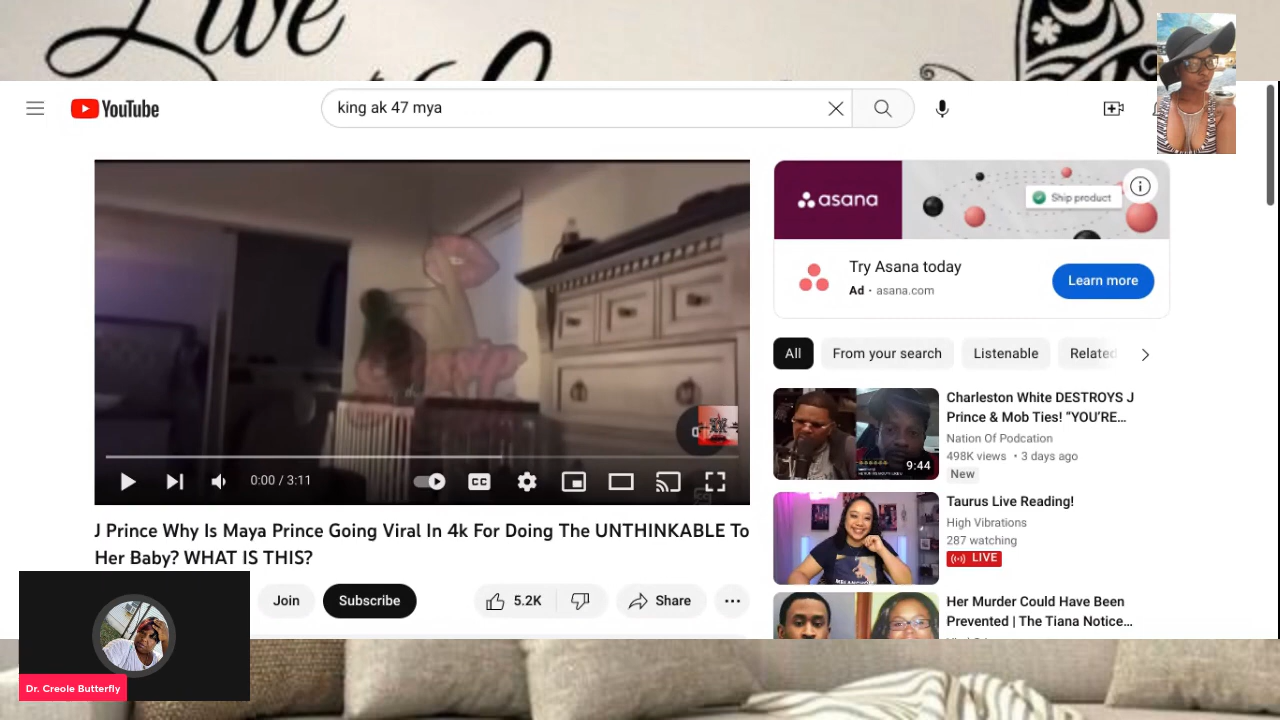 Live
YouTube
king ak 47 mya
asana
Ship product
Try Asana today
Ad · asana.com
Learn more
0:00 / 3:11
CC
All
From your search
Listenable
Related
Charleston White DESTROYS J
Prince & Mob Ties! “YOU’RE...
Nation Of Podcation
498K views • 3 days ago
New
9:44
Taurus Live Reading!
High Vibrations
287 watching
LIVE
Her Murder Could Have Been
Prevented | The Tiana Notice...
J Prince Why Is Maya Prince Going Viral In 4k For Doing The UNTHINKABLE To
Her Baby? WHAT IS THIS?
Join
Subscribe
5.2K
Share
Dr. Creole Butterfly